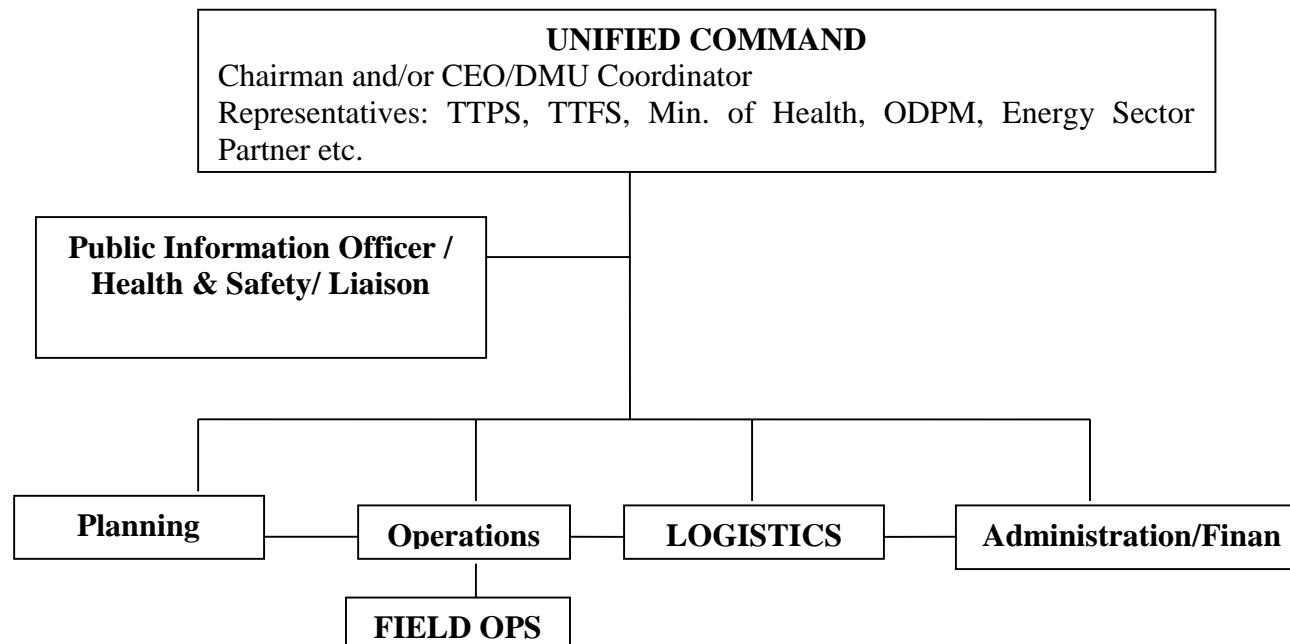 UNIFIED COMMAND
Chairman and/or CEO/DMU Coordinator
Representatives: TTPS, TTFS, Min. of Health, ODPM, Energy Sector
Partner etc.
Public Information Officer /
Health & Safety/ Liaison
Planning
Operations
LOGISTICS
Administration/Finan
FIELD OPS